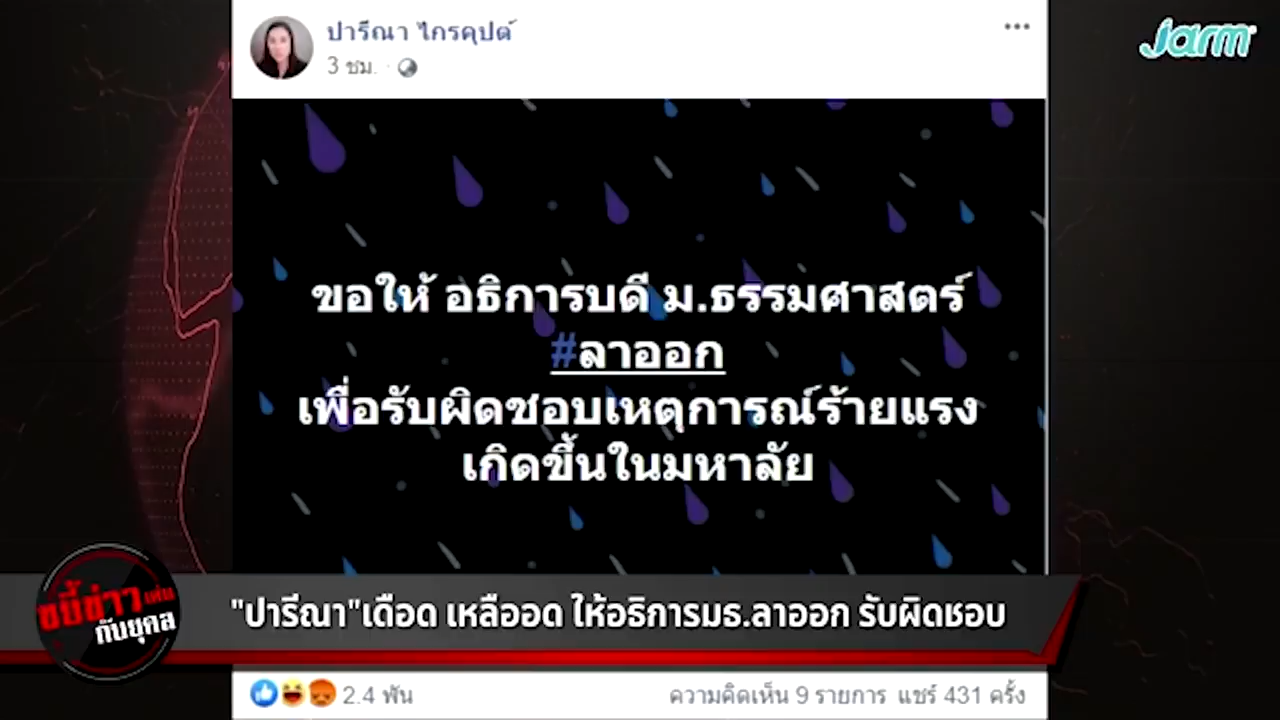 ปารีณา ไกรคุปต์
3 ชม.
jarm
ขอให้ อธิการบดี ม.ธรรมศาสตร์
#ลาออก
เพื่อรับผิดชอบเหตุการณ์ร้ายแรง
เกิดขึ้นในมหาลัย
ขยี้ข่าวเด่น
กับยุคล
"ปารีณา"เดือด เหลืออด ให้อธิการมธ.ลาออก รับผิดชอบ
2.4 พัน
ความคิดเห็น 9 รายการ แชร์ 431 ครั้ง